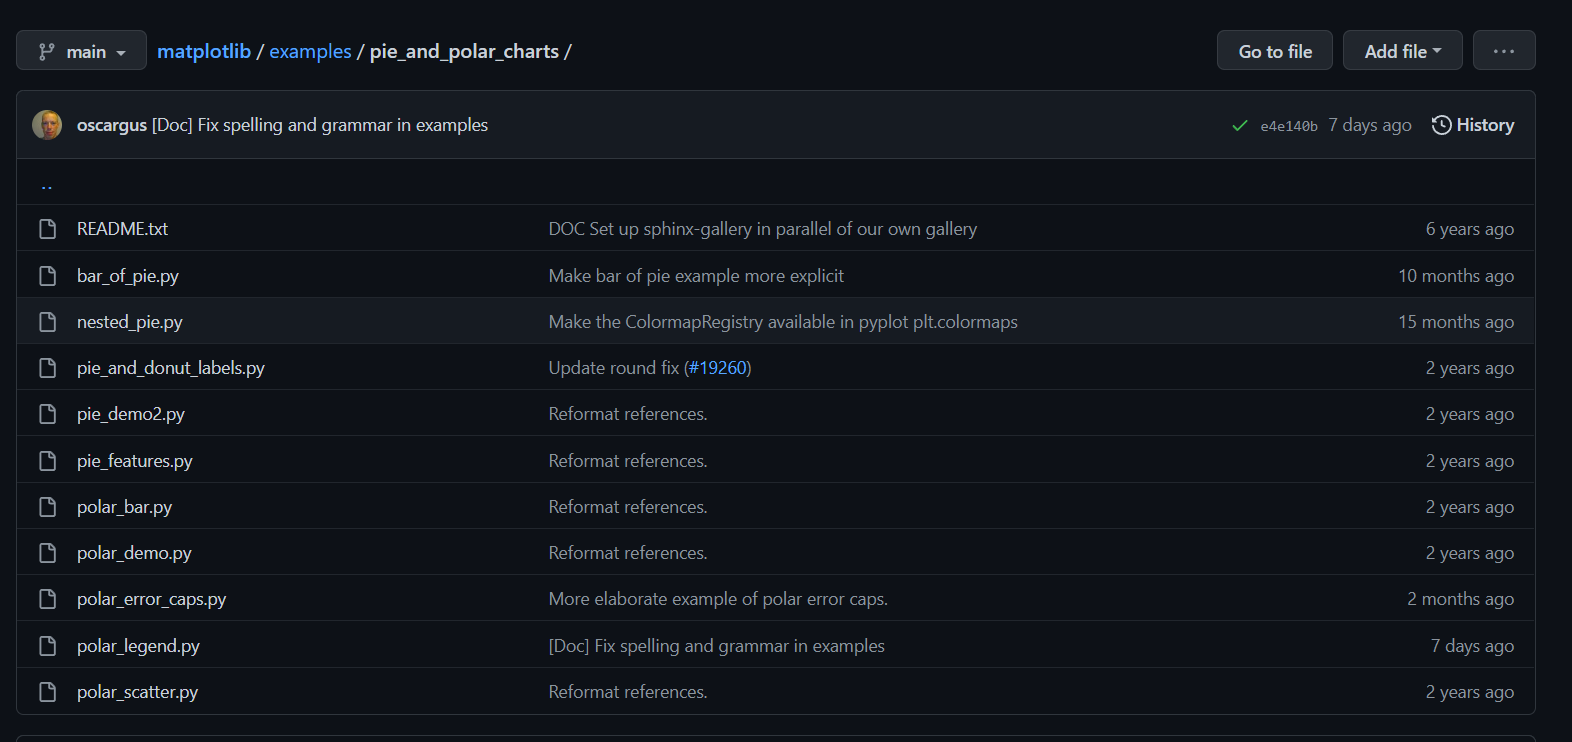 main matplotlib / examples / pie_and_polar_charts / Go to file Add file ...
oscargus [Doc] Fix spelling and grammar in examples e4e140b 7 days ago History
..
README.txt DOC Set up sphinx-gallery in parallel of our own gallery 6 years ago
bar_of_pie.py Make bar of pie example more explicit 10 months ago
nested_pie.py Make the ColormapRegistry available in pyplot plt.colormaps 15 months ago
pie_and_donut_labels.py Update round fix (#19260) 2 years ago
pie_demo2.py Reformat references. 2 years ago
pie_features.py Reformat references. 2 years ago
polar_bar.py Reformat references. 2 years ago
polar_demo.py Reformat references. 2 years ago
polar_error_caps.py More elaborate example of polar error caps. 2 months ago
polar_legend.py [Doc] Fix spelling and grammar in examples 7 days ago
polar_scatter.py Reformat references. 2 years ago